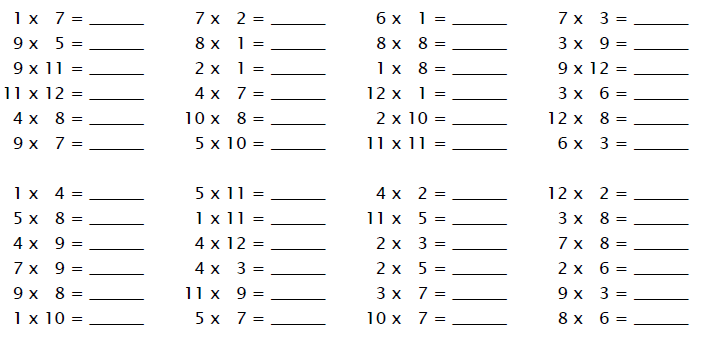 1 x 7 = ______ 7 x 2 = ______ 6 x 1 = ______ 7 x 3 = ______
9 x 5 = ______ 8 x 1 = ______ 8 x 8 = ______ 3 x 9 = ______
9 x 11 = ______ 2 x 1 = ______ 1 x 8 = ______ 9 x 12 = ______
11 x 12 = ______ 4 x 7 = ______ 12 x 1 = ______ 3 x 6 = ______
4 x 8 = ______ 10 x 8 = ______ 2 x 10 = ______ 12 x 8 = ______
9 x 7 = ______ 5 x 10 = ______ 11 x 11 = ______ 6 x 3 = ______
1 x 4 = ______ 5 x 11 = ______ 4 x 2 = ______ 12 x 2 = ______
5 x 8 = ______ 1 x 11 = ______ 11 x 5 = ______ 3 x 8 = ______
4 x 9 = ______ 4 x 12 = ______ 2 x 3 = ______ 7 x 8 = ______
7 x 9 = ______ 4 x 3 = ______ 2 x 5 = ______ 2 x 6 = ______
9 x 8 = ______ 11 x 9 = ______ 3 x 7 = ______ 9 x 3 = ______
1 x 10 = ______ 5 x 7 = ______ 10 x 7 = ______ 8 x 6 = ______